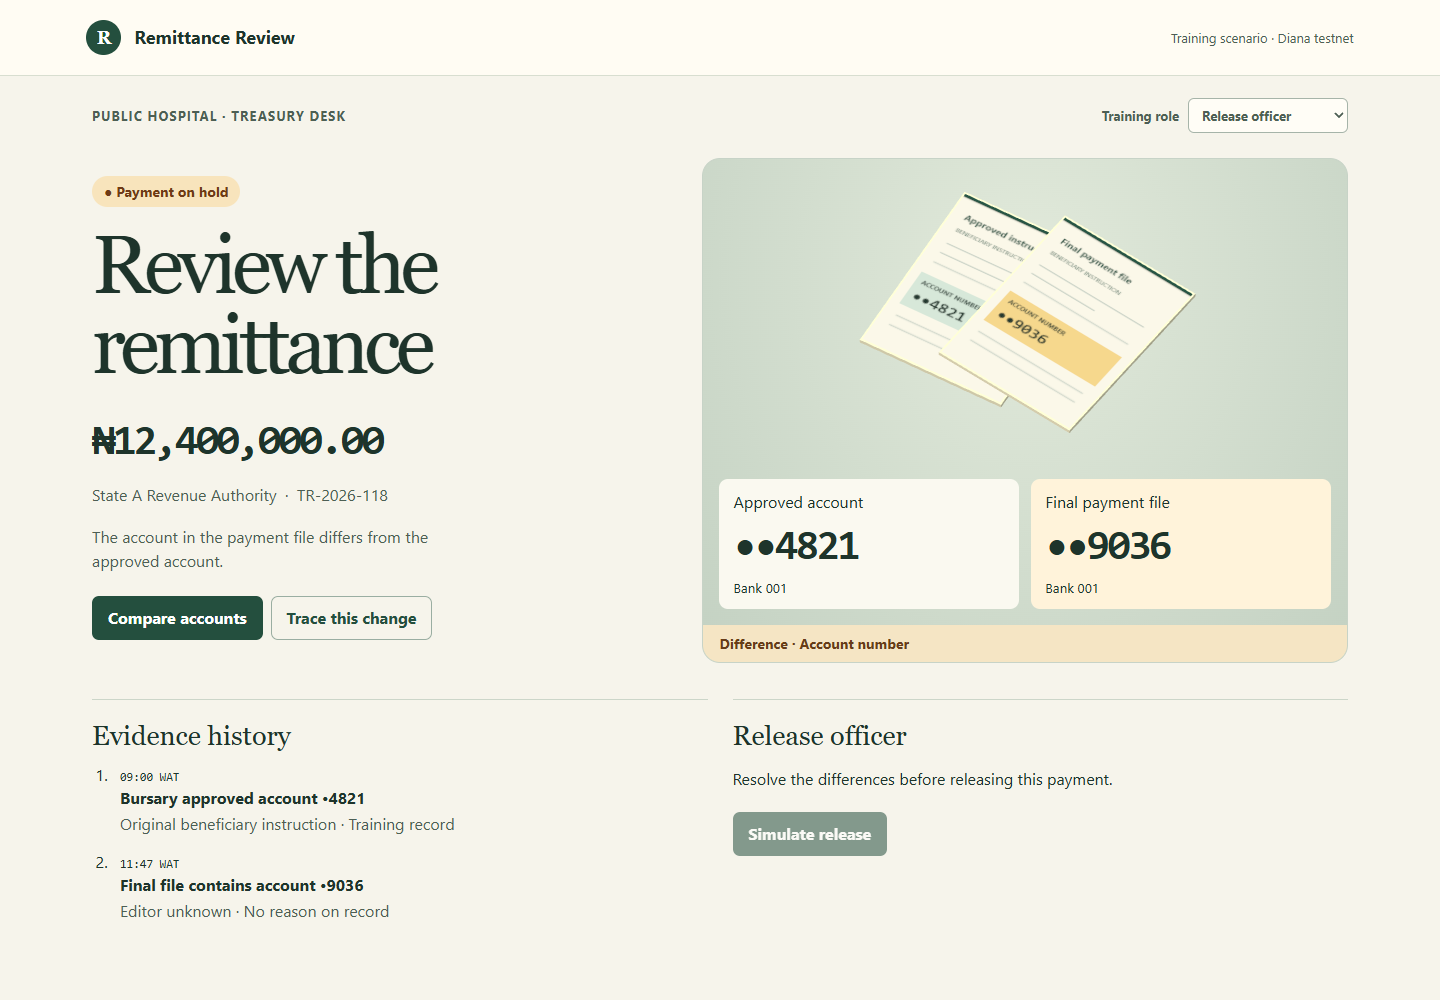 R Remittance Review
Training scenario · Diana testnet
PUBLIC HOSPITAL · TREASURY DESK
Training role Release officer
● Payment on hold
Review the
remittance
₦12,400,000.00
State A Revenue Authority · TR-2026-118
The account in the payment file differs from the
approved account.
Compare accounts Trace this change
Approved instru
BENEFICIARY INSTRUCTI
ACCOUNT NUMBE
●●4821
Final payment file
BENEFICIARY INSTRUCTION
ACCOUNT NUMBER
●●9036
Approved account
●●4821
Bank 001
Final payment file
●●9036
Bank 001
Difference · Account number
Evidence history
1. 09:00 WAT
Bursary approved account •4821
Original beneficiary instruction · Training record
2. 11:47 WAT
Final file contains account •9036
Editor unknown · No reason on record
Release officer
Resolve the differences before releasing this payment.
Simulate release